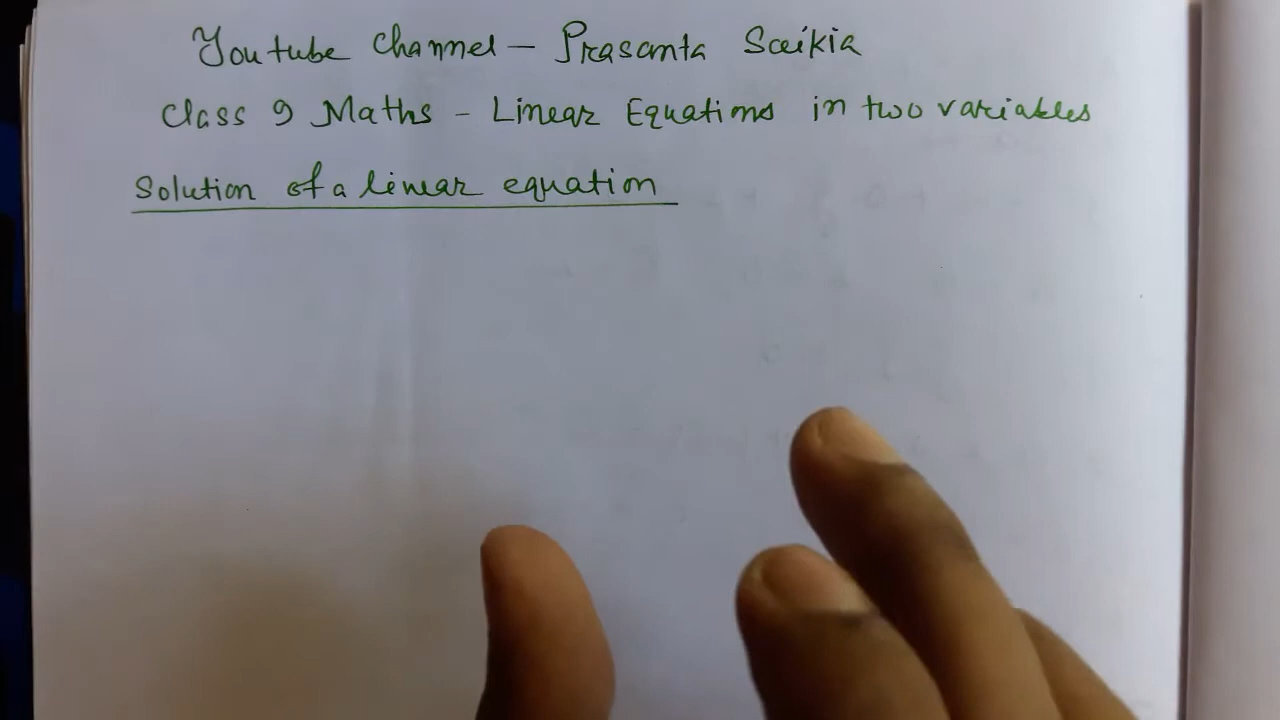 Youtube channel - Prasanta Saikia
Class 9 Maths - Linear Equations in two variables
Solution of a linear equation